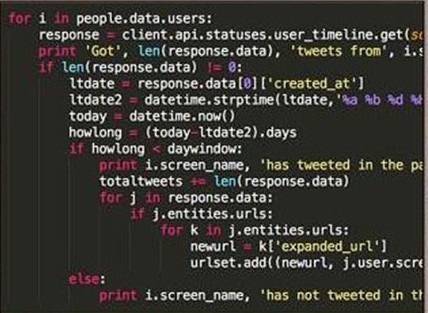 for i in people.data.users:
response = client.api.statuses.user_timeline.get(
print 'Got', len(response.data), 'tweets from', i.s
if len(response.data) != 0:
ltdate = response.data[0]['created_at']
ltdate2 = datetime.strptime(ltdate,'%a %b %d %
today = datetime.now()
howlong = (today-ltdate2).days
if howlong < daywindow:
print i.screen_name, 'has tweeted in the pa
totaltweets += len(response.data)
for j in response.data:
if j.entities.urls:
for k in j.entities.urls:
newurl = k['expanded_url']
urlset.add((newurl, j.user.scre
else:
print i.screen_name, 'has not tweeted in th